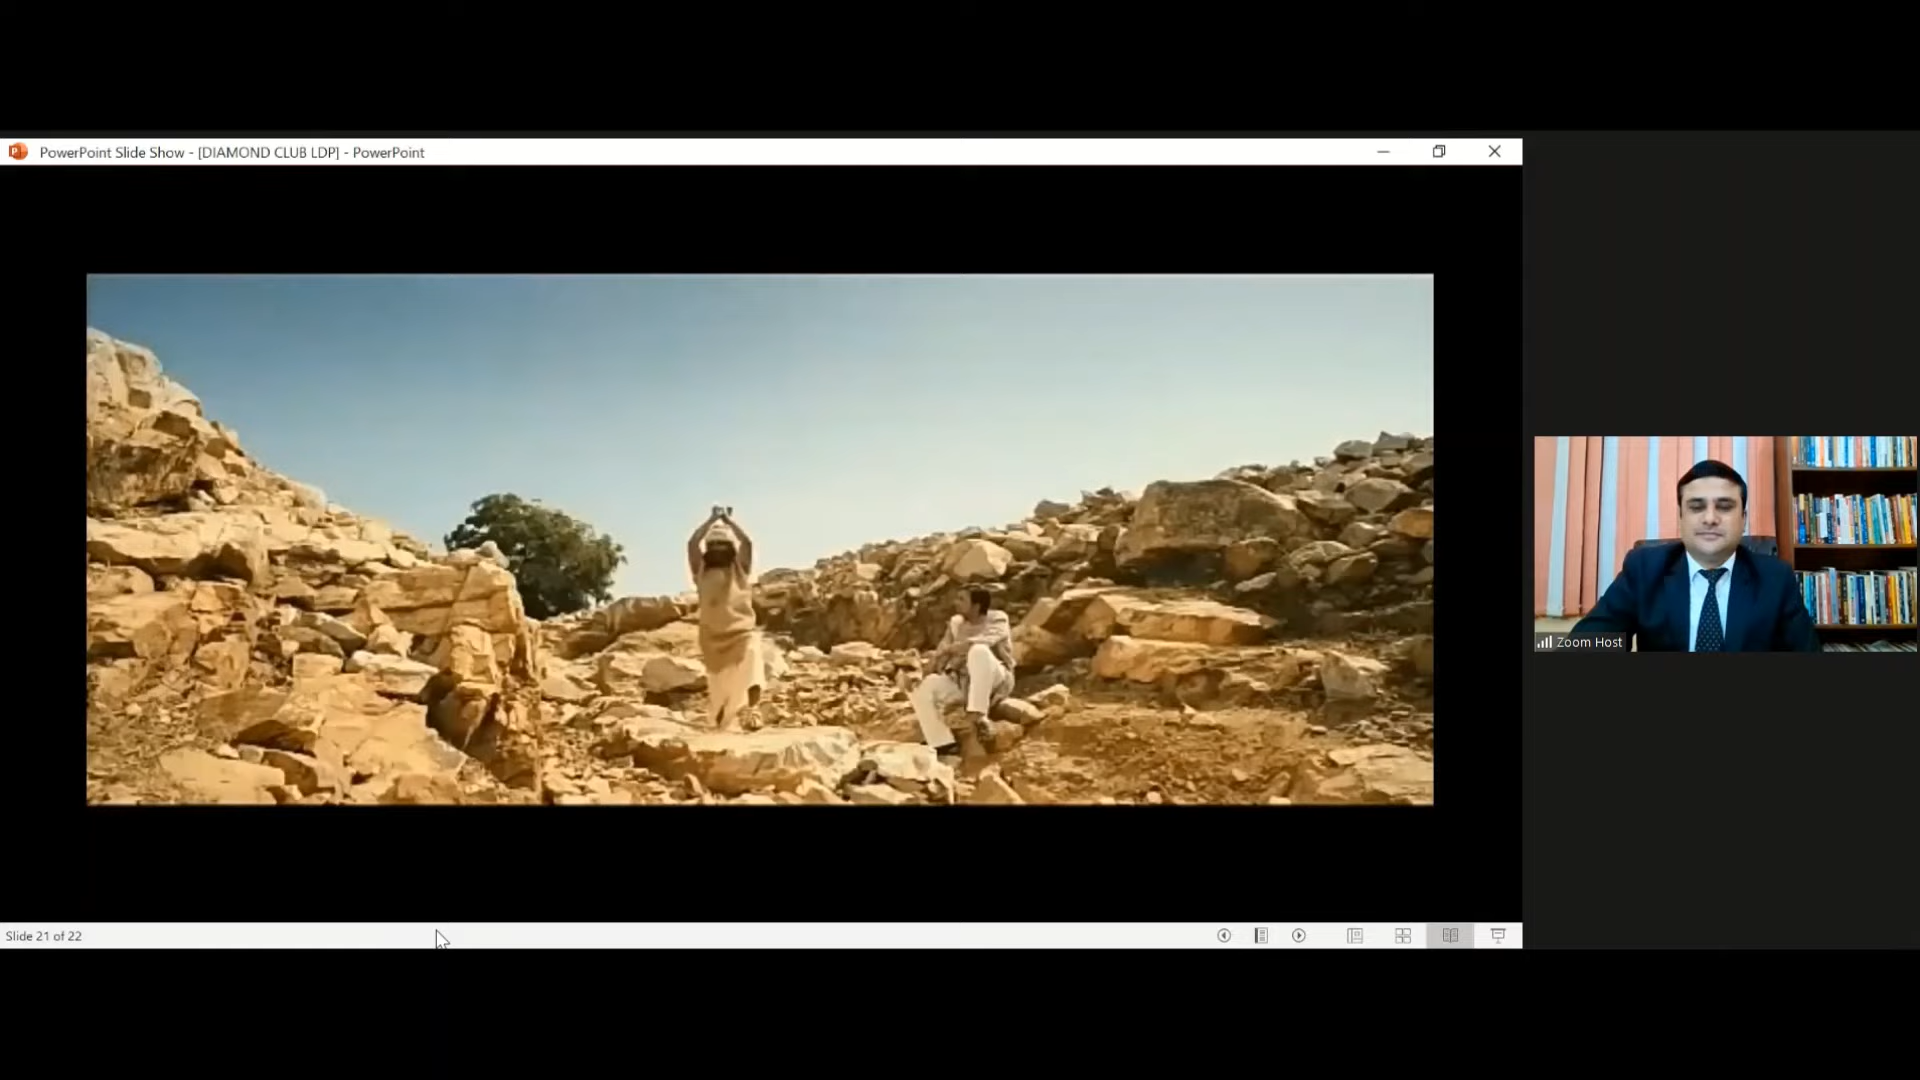 PowerPoint Slide Show - [DIAMOND CLUB LDP] - PowerPoint
Zoom Host
Slide 21 of 22